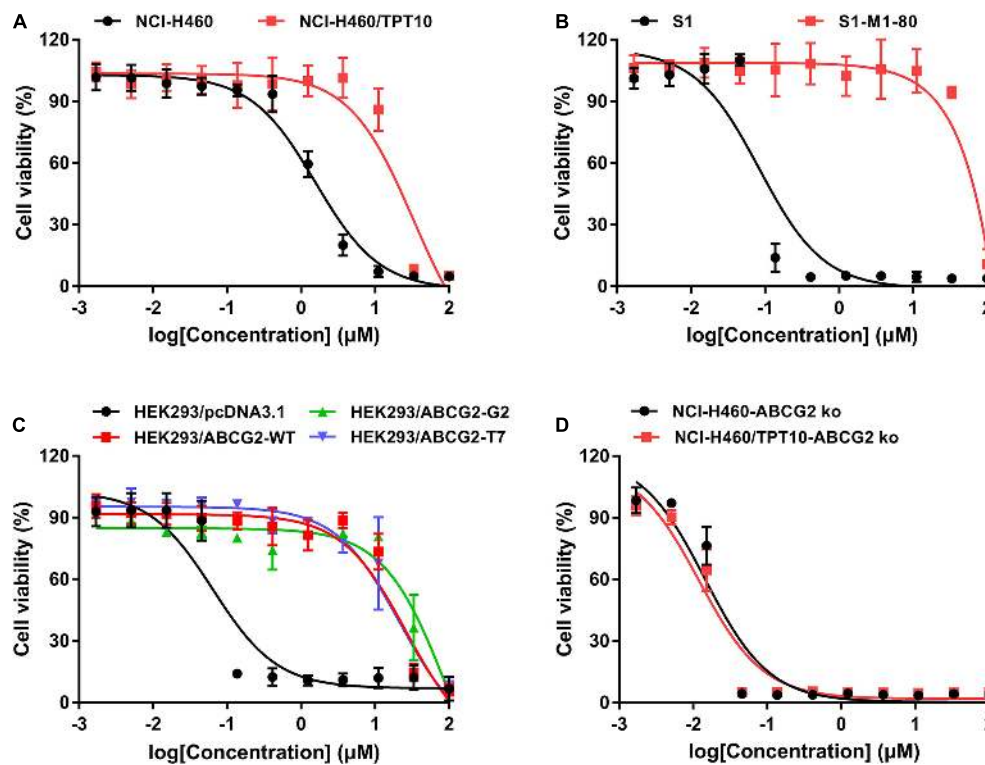 A
NCI-H460 NCI-H460/TPT10
Cell viability (%)
120
90
60
30
0
-3 -2 -1 0 1 2
log[Concentration] (µM)
B
S1 S1-M1-80
Cell viability (%)
120
90
60
30
0
-3 -2 -1 0 1 2
log[Concentration] (µM)
C
HEK293/pcDNA3.1 HEK293/ABCG2-G2
HEK293/ABCG2-WT HEK293/ABCG2-T7
Cell viability (%)
120
90
60
30
0
-3 -2 -1 0 1 2
log[Concentration] (µM)
D
NCI-H460-ABCG2 ko
NCI-H460/TPT10-ABCG2 ko
Cell viability (%)
120
90
60
30
0
-3 -2 -1 0 1 2
log[Concentration] (µM)